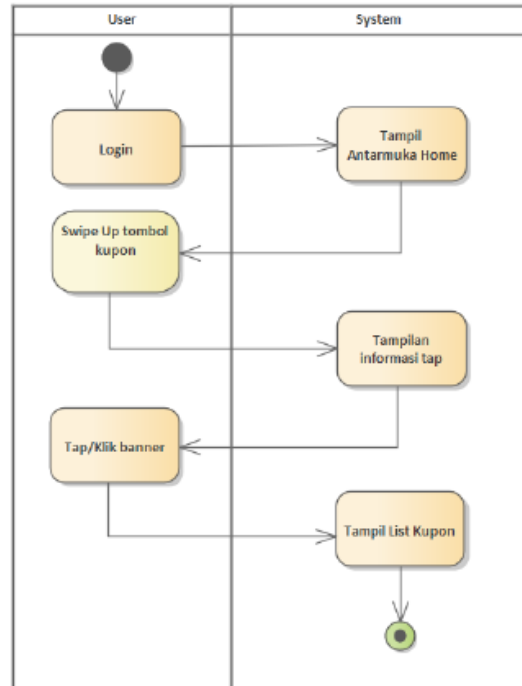 User
System
Login
Tampil
Antarmuka Home
Swipe Up tombol
kupon
Tampilan
informasi tap
Tap/Klik banner
Tampil List Kupon